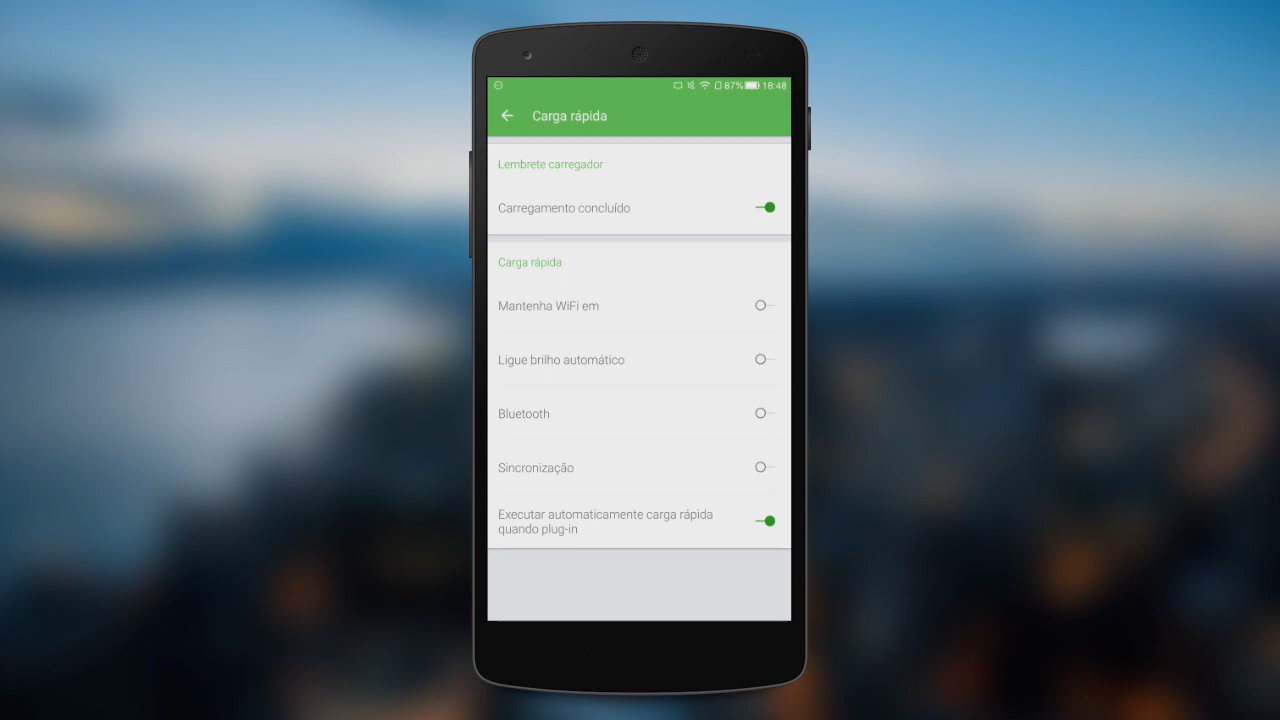 87% 18:48
Carga rápida
Lembrete carregador
Carregamento concluído
Carga rápida
Mantenha WiFi em
Ligue brilho automático
Bluetooth
Sincronização
Executar automaticamente carga rápida
quando plug-in